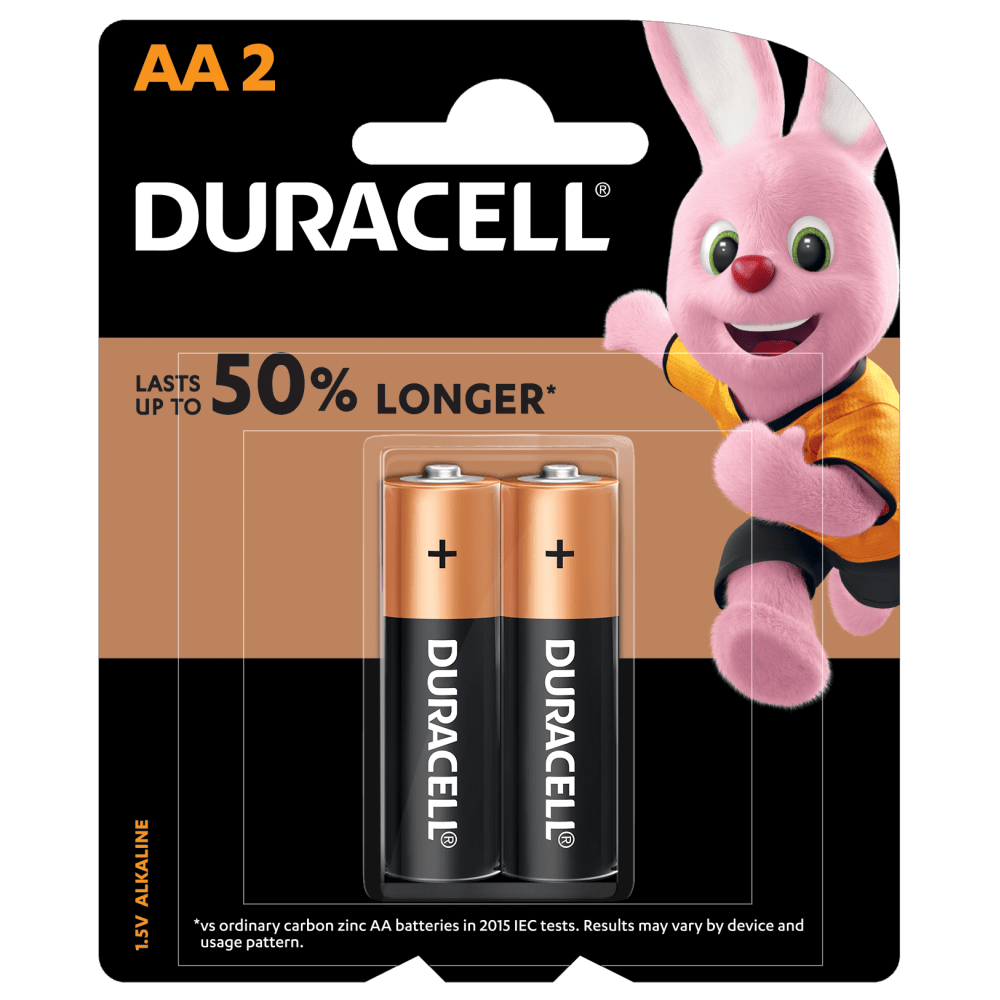 AA 2
DURACELL®
LASTS
UP TO 50% LONGER*
+ +
DURACELL®
DURACELL®
1.5V ALKALINE
*vs ordinary carbon zinc AA batteries in 2015 IEC tests. Results may vary by device and
usage pattern.